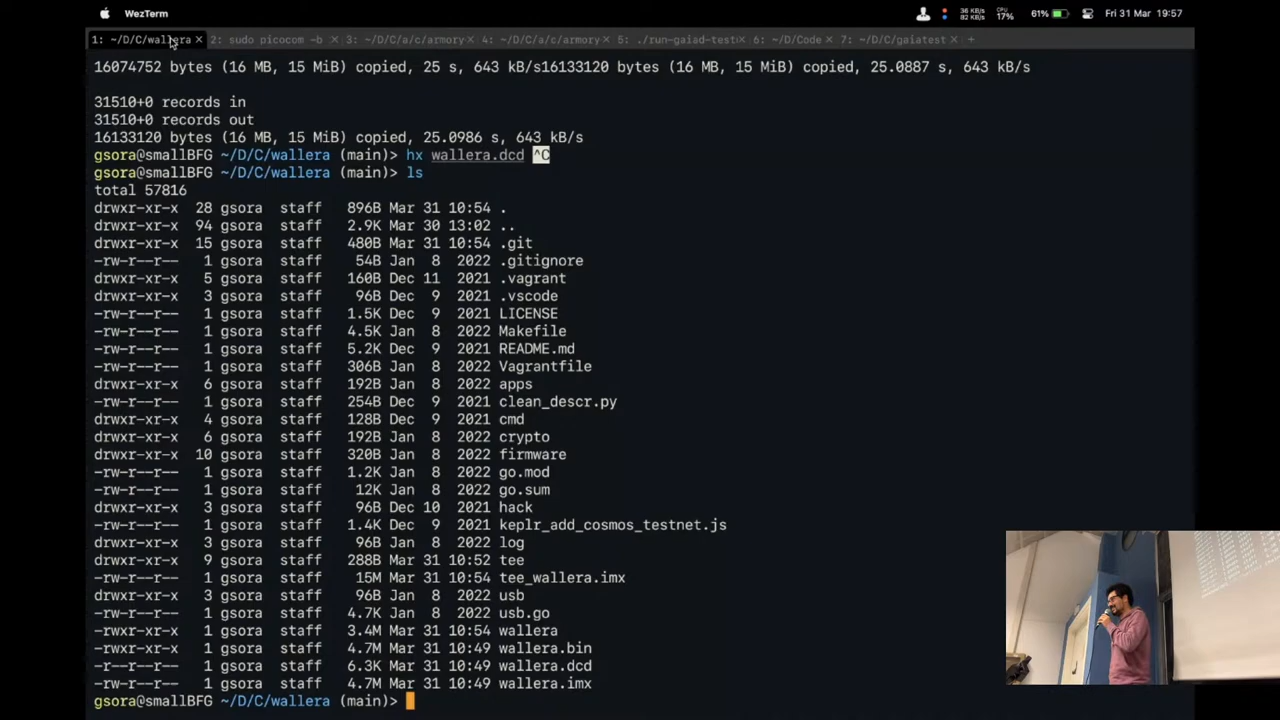 WezTerm
36 KB/s
82 KB/s
CPU
17%
61%
Fri 31 Mar 19:57
1: ~/D/C/wallera × 2: sudo picocom -b × 3: ~/D/C/a/c/armory × 4: ~/D/C/a/c/armory × 5: ./run-gaiad-test × 6: ~/D/Code × 7: ~/D/C/gaiatest × +
16074752 bytes (16 MB, 15 MiB) copied, 25 s, 643 kB/s16133120 bytes (16 MB, 15 MiB) copied, 25.0887 s, 643 kB/s
31510+0 records in
31510+0 records out
16133120 bytes (16 MB, 15 MiB) copied, 25.0986 s, 643 kB/s
gsora@smallBFG ~/D/C/wallera (main)> hx wallera.dcd ^C
gsora@smallBFG ~/D/C/wallera (main)> ls
total 57816
drwxr-xr-x 28 gsora staff 896B Mar 31 10:54 .
drwxr-xr-x 94 gsora staff 2.9K Mar 30 13:02 ..
drwxr-xr-x 15 gsora staff 480B Mar 31 10:54 .git
-rw-r--r-- 1 gsora staff 54B Jan 8 2022 .gitignore
drwxr-xr-x 5 gsora staff 160B Dec 11 2021 .vagrant
drwxr-xr-x 3 gsora staff 96B Dec 9 2021 .vscode
-rw-r--r-- 1 gsora staff 1.5K Dec 9 2021 LICENSE
-rw-r--r-- 1 gsora staff 4.5K Jan 8 2022 Makefile
-rw-r--r-- 1 gsora staff 5.2K Dec 9 2021 README.md
-rw-r--r-- 1 gsora staff 306B Jan 8 2022 Vagrantfile
drwxr-xr-x 6 gsora staff 192B Jan 8 2022 apps
-rw-r--r-- 1 gsora staff 254B Dec 9 2021 clean_descr.py
drwxr-xr-x 4 gsora staff 128B Dec 9 2021 cmd
drwxr-xr-x 6 gsora staff 192B Jan 8 2022 crypto
drwxr-xr-x 10 gsora staff 320B Jan 8 2022 firmware
-rw-r--r-- 1 gsora staff 1.2K Jan 8 2022 go.mod
-rw-r--r-- 1 gsora staff 12K Jan 8 2022 go.sum
drwxr-xr-x 3 gsora staff 96B Dec 10 2021 hack
-rw-r--r-- 1 gsora staff 1.4K Dec 9 2021 keplr_add_cosmos_testnet.js
drwxr-xr-x 3 gsora staff 96B Jan 8 2022 log
drwxr-xr-x 9 gsora staff 288B Mar 31 10:52 tee
-rw-r--r-- 1 gsora staff 15M Mar 31 10:54 tee_wallera.imx
drwxr-xr-x 3 gsora staff 96B Jan 8 2022 usb
-rw-r--r-- 1 gsora staff 4.7K Jan 8 2022 usb.go
-rwxr-xr-x 1 gsora staff 3.4M Mar 31 10:54 wallera
-rwxr-xr-x 1 gsora staff 4.7M Mar 31 10:49 wallera.bin
-r--r--r-- 1 gsora staff 6.3K Mar 31 10:49 wallera.dcd
-rw-r--r-- 1 gsora staff 4.7M Mar 31 10:49 wallera.imx
gsora@smallBFG ~/D/C/wallera (main)>